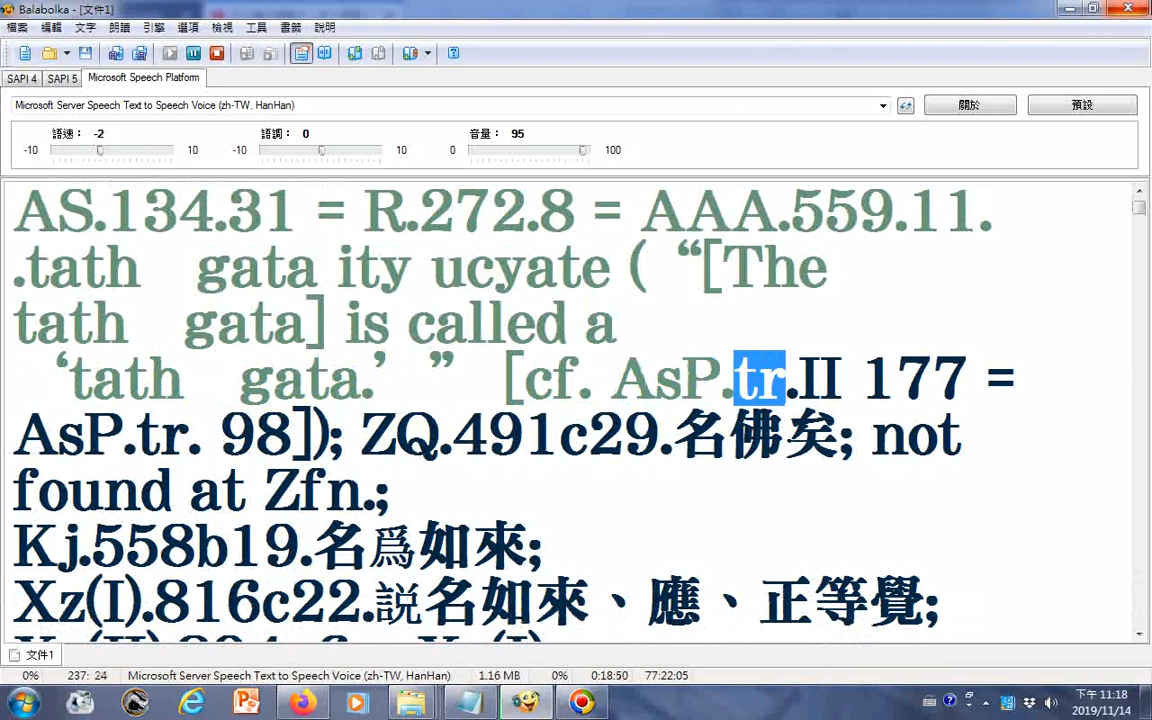 Balabolka - [文件1]
檔案 編輯 文字 朗讀 引擎 選項 檢視 工具 書籤 說明
SAPI 4 SAPI 5 Microsoft Speech Platform
Microsoft Server Speech Text to Speech Voice (zh-TW, HanHan) 關於 預設
語速： -2 語調： 0 音量： 95
-10 10 -10 10 0 100
AS.134.31 = R.272.8 = AAA.559.11.
.tath gata ity ucyate (“[The
tath gata] is called a
‘tath gata.’” [cf. AsP.tr.II 177 =
AsP.tr. 98]); ZQ.491c29.名佛矣; not
found at Zfn.;
Kj.558b19.名爲如來;
Xz(I).816c22.説名如來、應、正等覺;
文件1
0% 237: 24 Microsoft Server Speech Text to Speech Voice (zh-TW, HanHan) 1.16 MB 0% 0:18:50 77:22:05
下午 11:18
2019/11/14